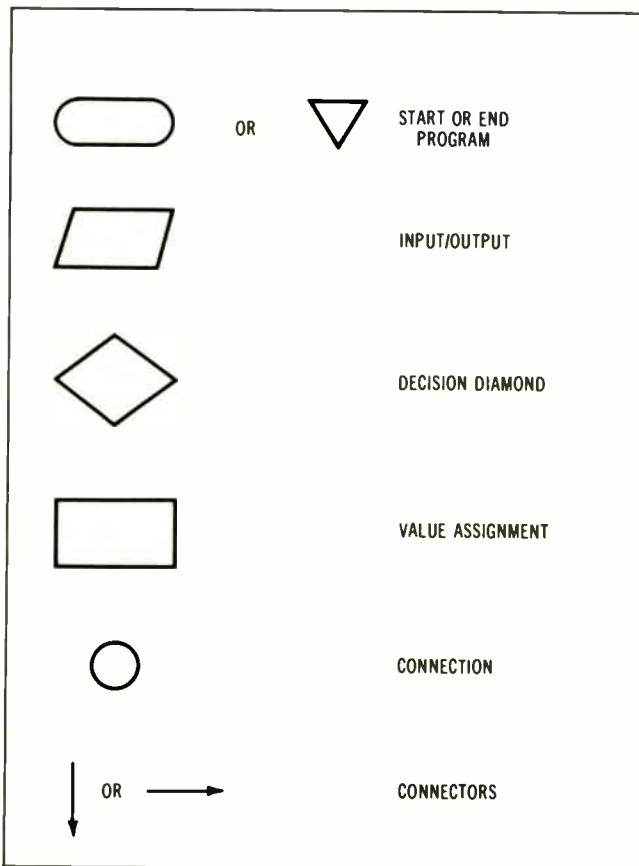 OR
START OR END
PROGRAM
INPUT/OUTPUT
DECISION DIAMOND
VALUE ASSIGNMENT
CONNECTION
OR
CONNECTORS